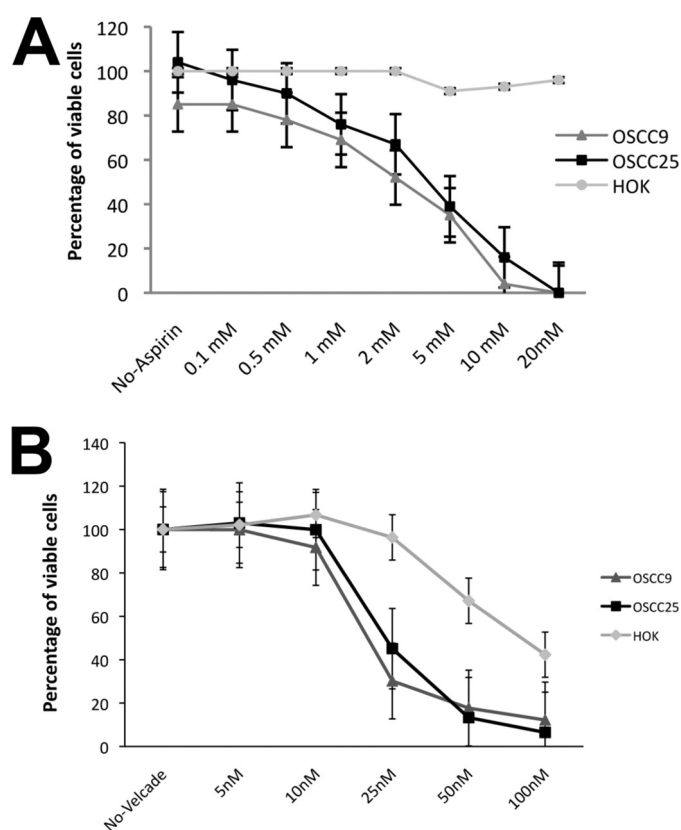 A
Percentage of viable cells
120
100
80
60
40
20
0
No-Aspirin
0.1 mM
0.5 mM
1 mM
2 mM
5 mM
10 mM
20mM
OSCC9
OSCC25
HOK
B
Percentage of viable cells
140
120
100
80
60
40
20
0
No-Velcade
5nM
10nM
25nM
50nM
100nM
OSCC9
OSCC25
HOK